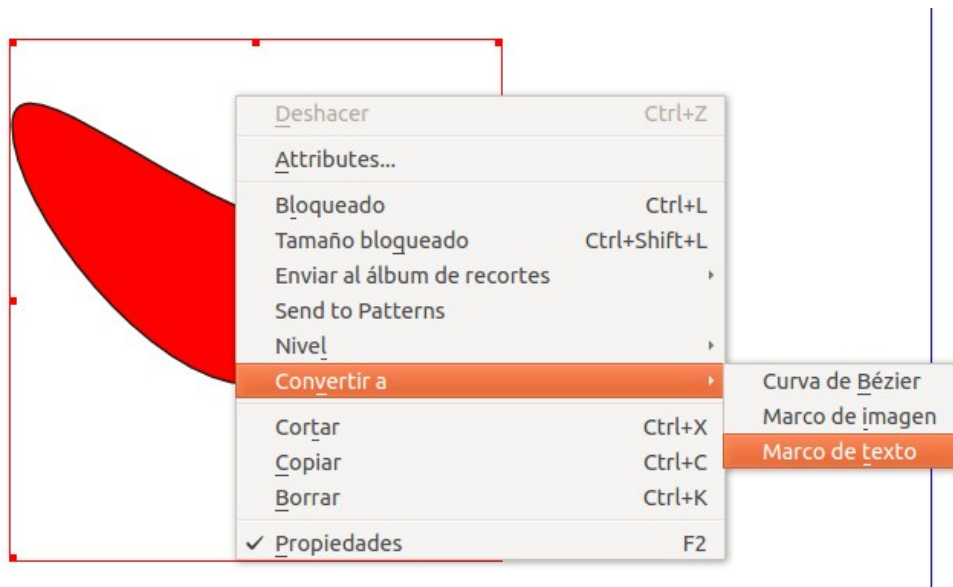 Deshacer Ctrl+Z
Attributes...
Bloqueado Ctrl+L
Tamaño bloqueado Ctrl+Shift+L
Enviar al álbum de recortes
Send to Patterns
Nivel
Convertir a
Curva de Bézier
Marco de imagen
Marco de texto
Cortar Ctrl+X
Copiar Ctrl+C
Borrar Ctrl+K
Propiedades F2